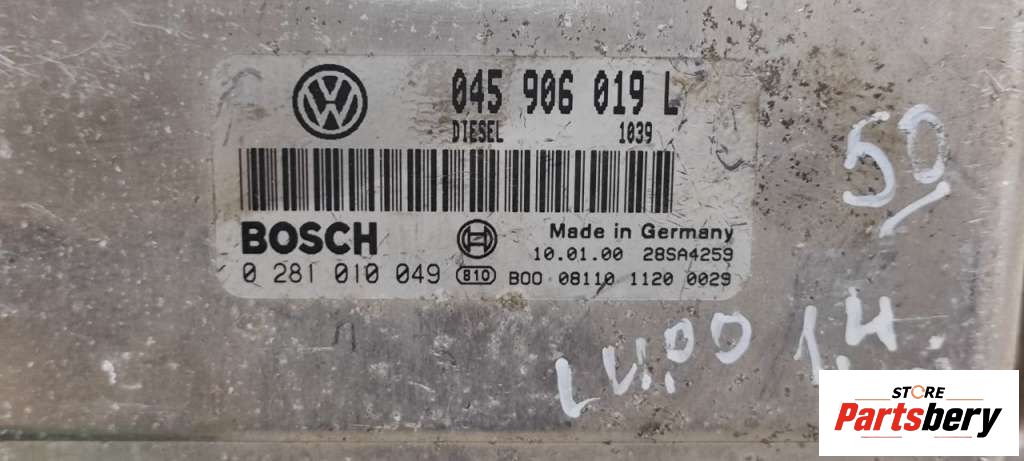 045 906 019 L
DIESEL 1039
BOSCH
Made in Germany
10.01.00 28SA4259
0 281 010 049 810 B00 08110 1120 0029
50
LUPO 1.4
STORE
Partsbery